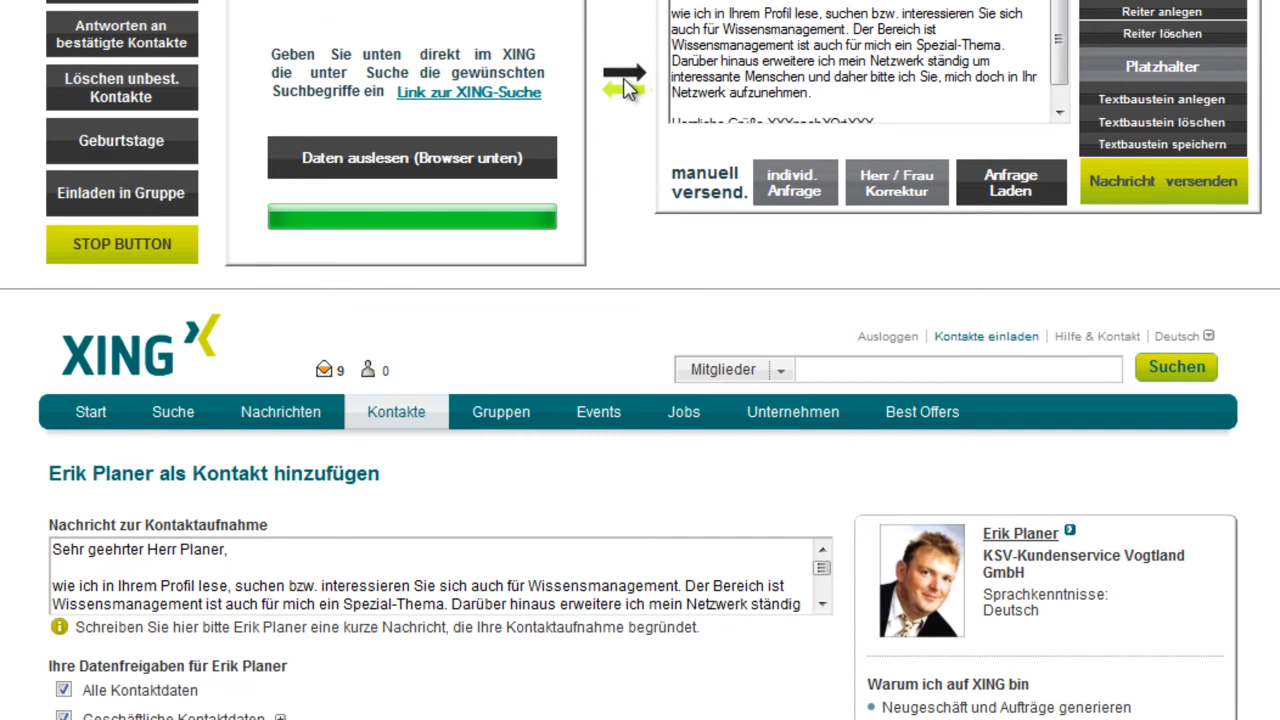 Antworten an
bestätigte Kontakte
Löschen unbest.
Kontakte
Geburtstage
Einladen in Gruppe
STOP BUTTON
Geben Sie unten direkt im XING
die unter Suche die gewünschten
Suchbegriffe ein Link zur XING-Suche
Daten auslesen (Browser unten)
wie ich in Ihrem Profil lese, suchen bzw. interessieren Sie sich
auch für Wissensmanagement. Der Bereich ist
Wissensmanagement ist auch für mich ein Spezial-Thema.
Darüber hinaus erweitere ich mein Netzwerk ständig um
interessante Menschen und daher bitte ich Sie, mich doch in Ihr
Netzwerk aufzunehmen.
manuell
versend.
individ.
Anfrage
Herr / Frau
Korrektur
Anfrage
Laden
Reiter anlegen
Reiter löschen
Platzhalter
Textbaustein anlegen
Textbaustein löschen
Textbaustein speichern
Nachricht versenden
XING
9 0
Ausloggen | Kontakte einladen | Hilfe & Kontakt | Deutsch
Mitglieder
Suchen
Start Suche Nachrichten Kontakte Gruppen Events Jobs Unternehmen Best Offers
Erik Planer als Kontakt hinzufügen
Nachricht zur Kontaktaufnahme
Sehr geehrter Herr Planer,
wie ich in Ihrem Profil lese, suchen bzw. interessieren Sie sich auch für Wissensmanagement. Der Bereich ist
Wissensmanagement ist auch für mich ein Spezial-Thema. Darüber hinaus erweitere ich mein Netzwerk ständig
Schreiben Sie hier bitte Erik Planer eine kurze Nachricht, die Ihre Kontaktaufnahme begründet.
Ihre Datenfreigaben für Erik Planer
Alle Kontaktdaten
Geschäftliche Kontaktdaten
Erik Planer
KSV-Kundenservice Vogtland
GmbH
Sprachkenntnisse:
Deutsch
Warum ich auf XING bin
Neugeschäft und Aufträge generieren